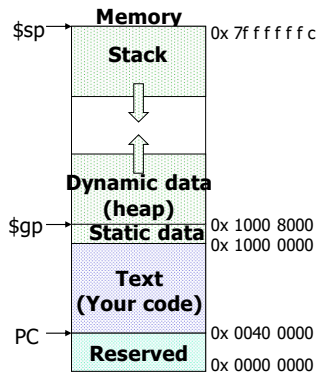 Memory
$sp
0x 7f f f f f f c
Stack
Dynamic data
(heap)
$gp
0x 1000 8000
Static data
0x 1000 0000
Text
(Your code)
PC
0x 0040 0000
Reserved
0x 0000 0000